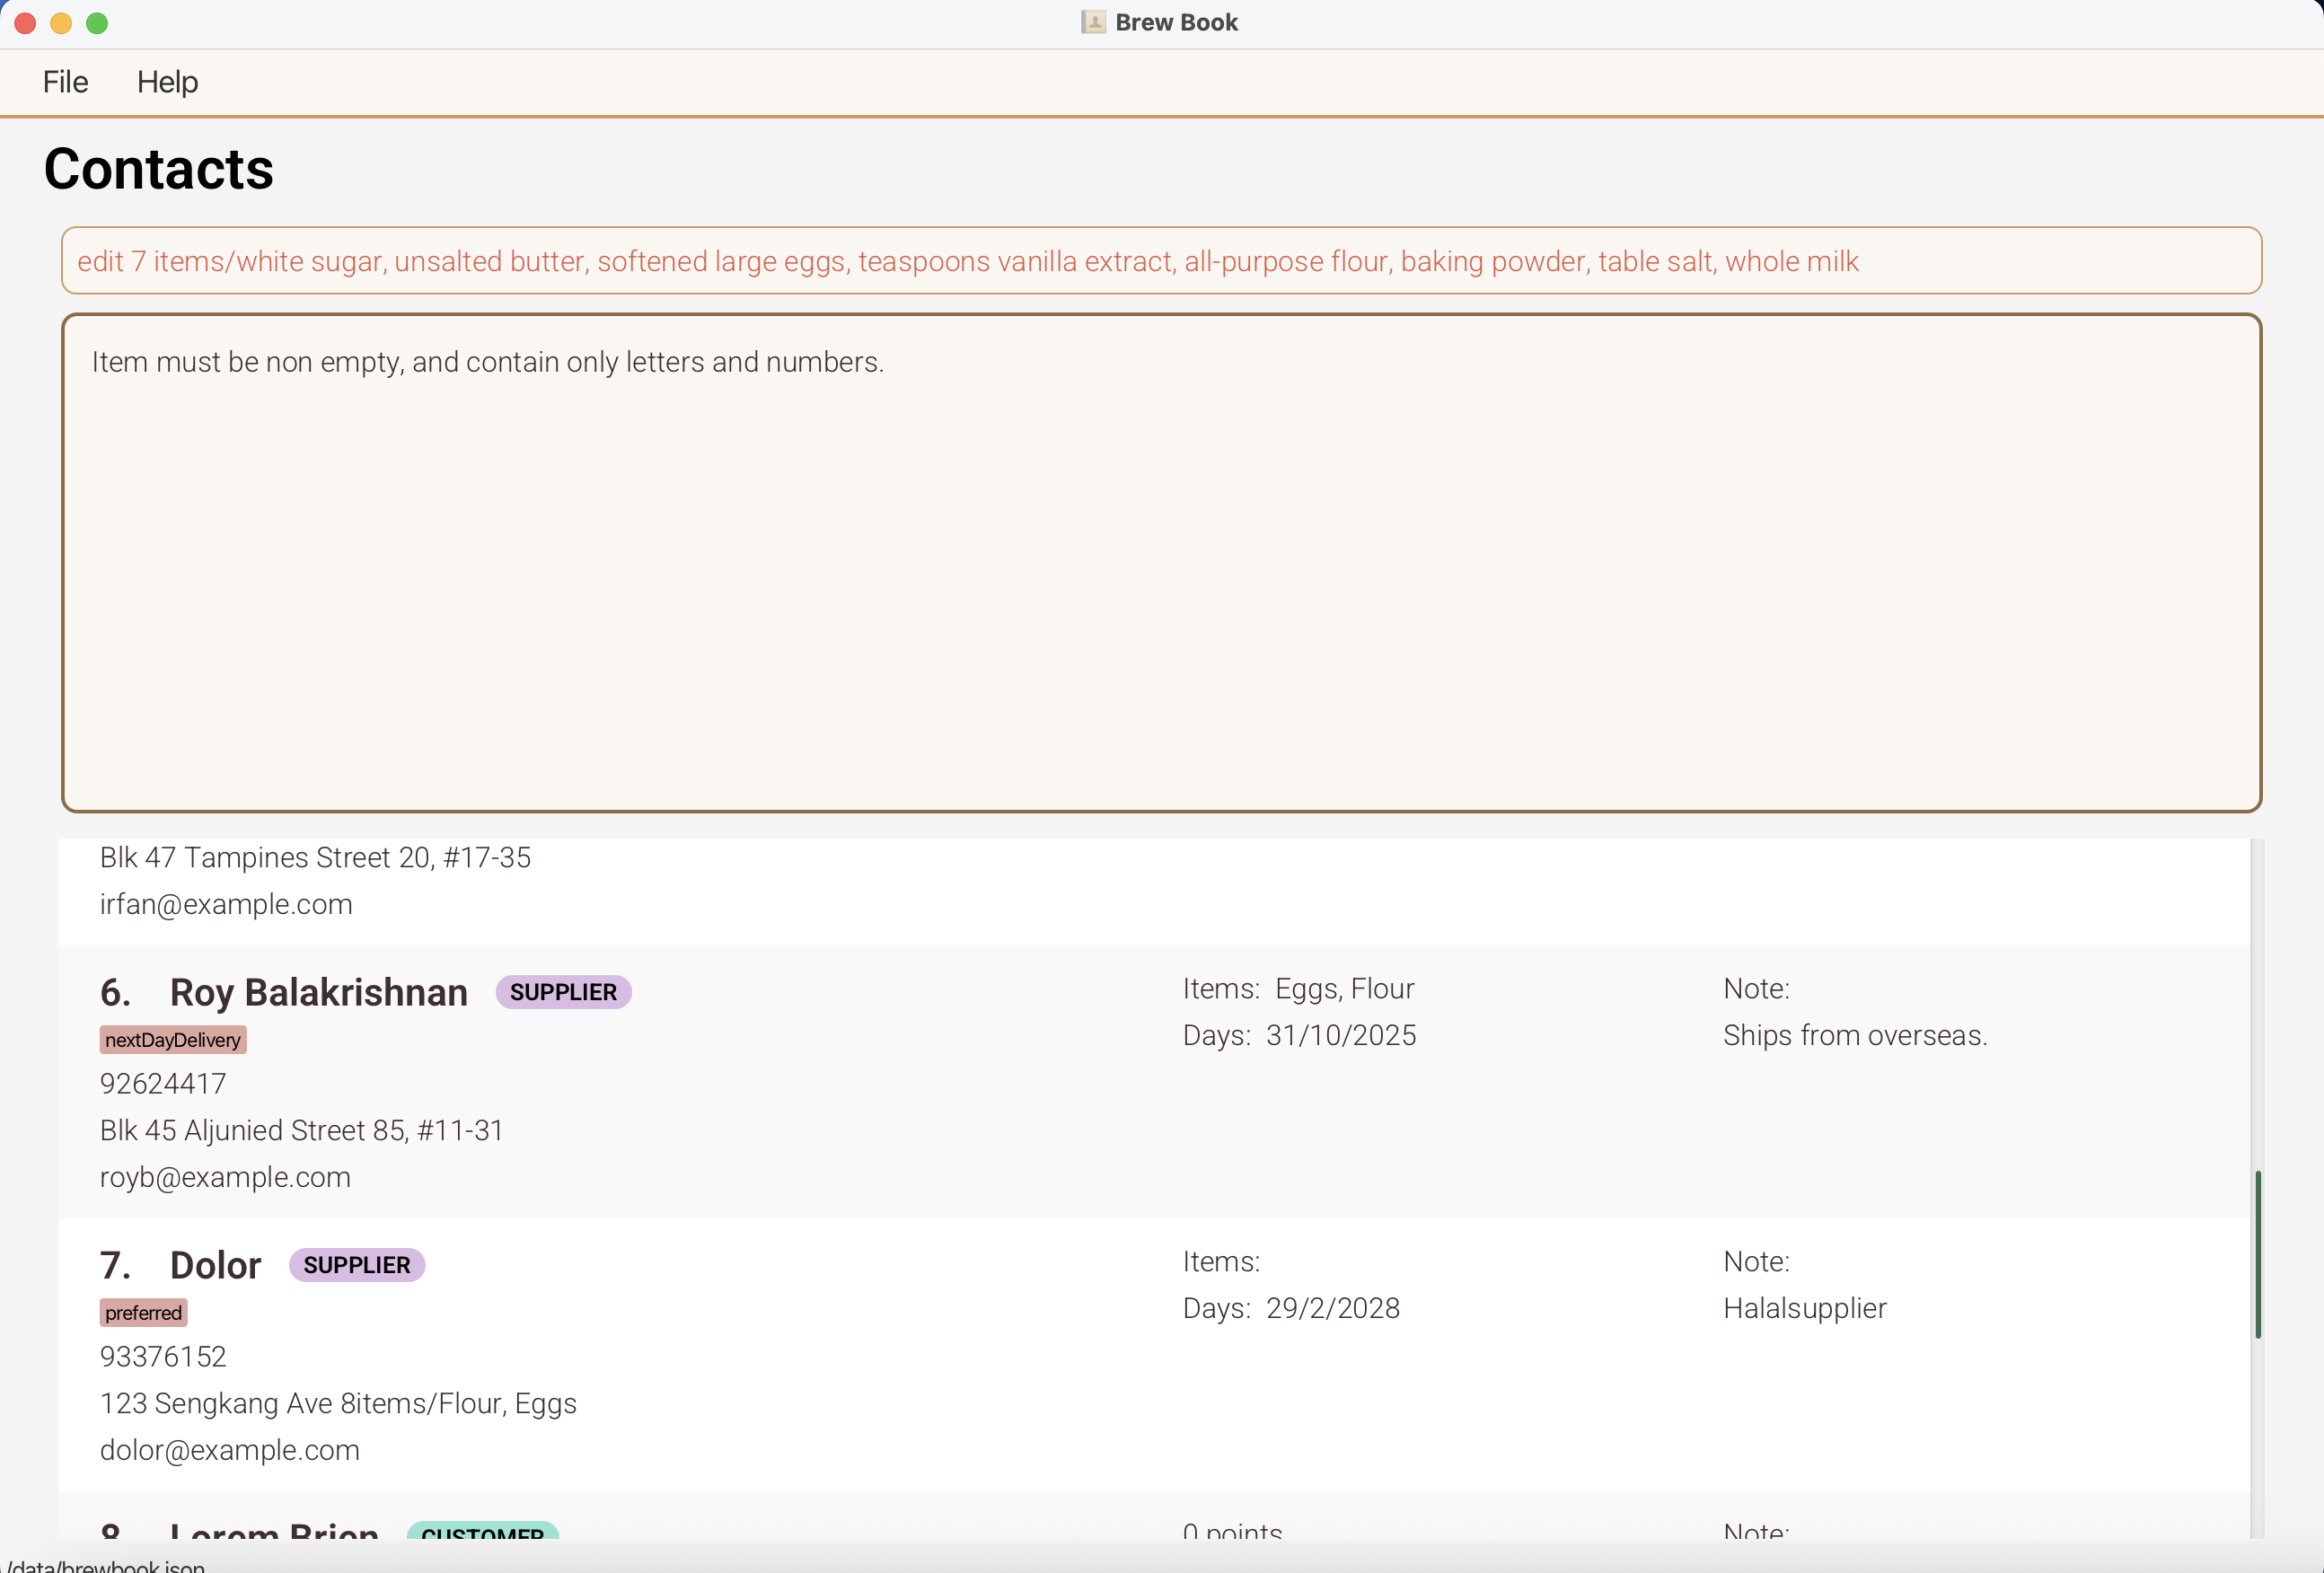 Brew Book
File Help
Contacts
edit 7 items/white sugar, unsalted butter, softened large eggs, teaspoons vanilla extract, all-purpose flour, baking powder, table salt, whole milk
Item must be non empty, and contain only letters and numbers.
Blk 47 Tampines Street 20, #17-35
irfan@example.com
6. Roy Balakrishnan SUPPLIER
nextDayDelivery
92624417
Blk 45 Aljunied Street 85, #11-31
royb@example.com
Items: Eggs, Flour
Days: 31/10/2025
Note:
Ships from overseas.
7. Dolor SUPPLIER
preferred
93376152
123 Sengkang Ave 8items/Flour, Eggs
dolor@example.com
Items:
Days: 29/2/2028
Note:
Halalsupplier
8. Lorem Brion CUSTOMER
0 points
Note:
/data/brewbook.json